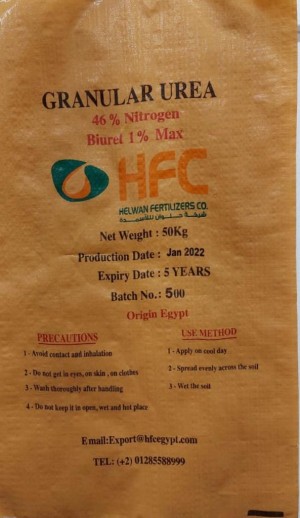 GRANULAR UREA
46 % Nitrogen
Biuret 1% Max
HFC
HELWAN FERTILIZERS CO.
شركة حلوان للأسمدة
Net Weight : 50Kg
Production Date : Jan 2022
Expiry Date : 5 YEARS
Batch No.: 500
Origin Egypt
PRECAUTIONS
1 - Avoid contact and inhalation
2 - Do not get in eyes, on skin , on clothes
3 - Wash thoroughly after handling
4 - Do not keep it in open, wet and hot place
USE METHOD
1 - Apply on cool day
2 - Spread evenly across the soil
3 - Wet the soil
Email:Export@hfcegypt.com
TEL: (+2) 01285588999